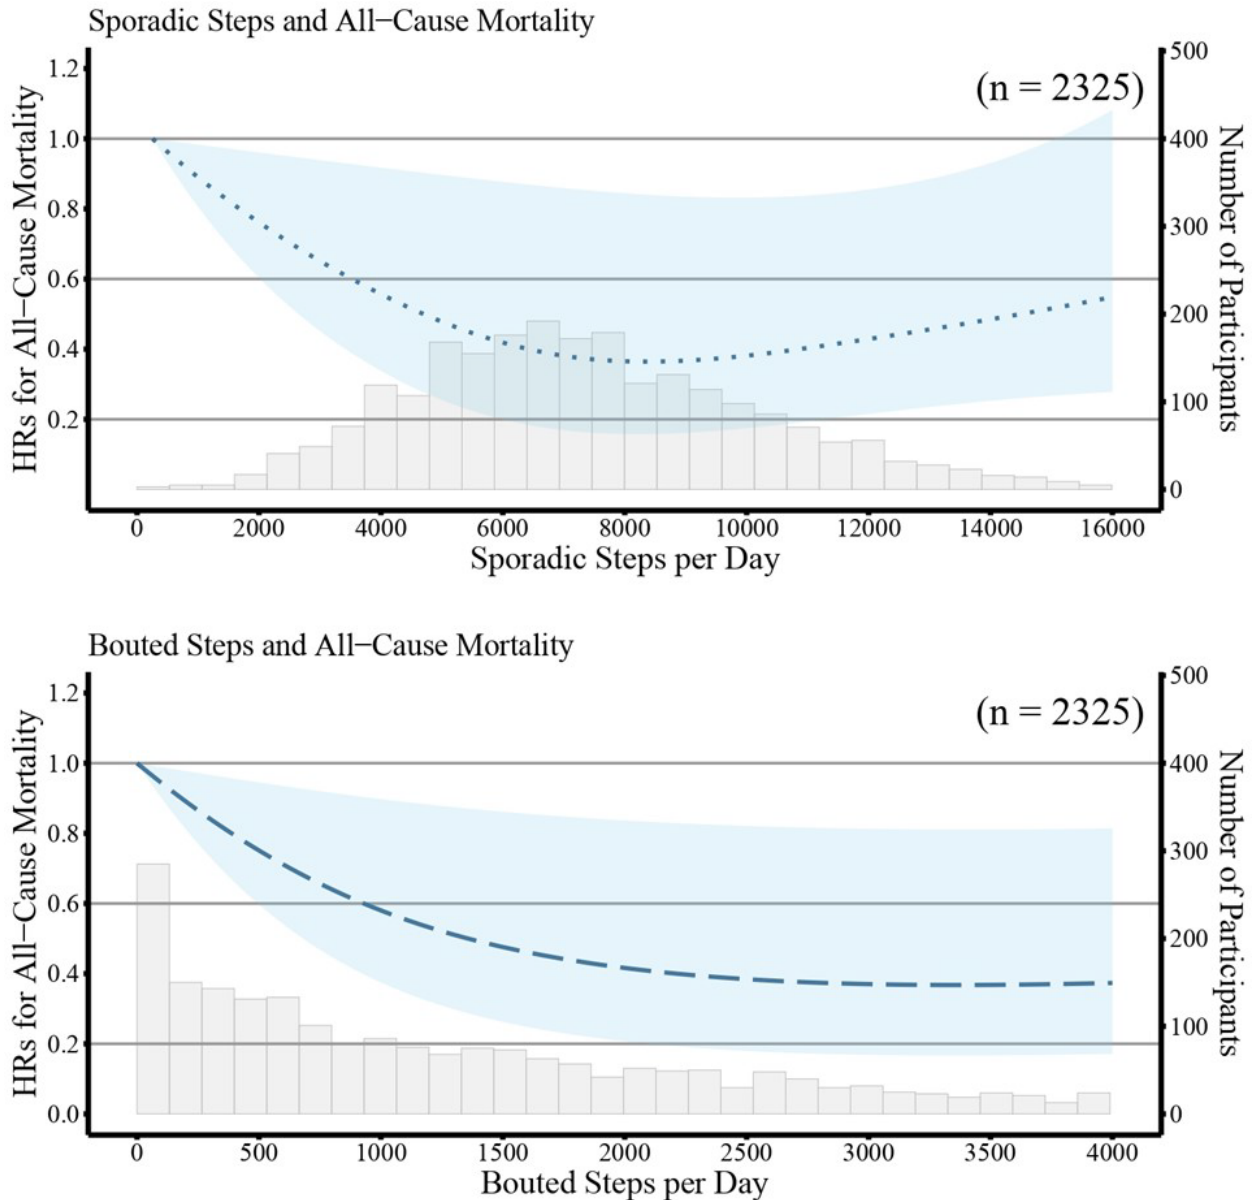 Sporadic Steps and All−Cause Mortality
(n = 2325)
HRs for All−Cause Mortality
1.2
1.0
0.8
0.6
0.4
0.2
500
400
300
200
100
0
Number of Participants
0 2000 4000 6000 8000 10000 12000 14000 16000
Sporadic Steps per Day
Bouted Steps and All−Cause Mortality
(n = 2325)
HRs for All−Cause Mortality
1.2
1.0
0.8
0.6
0.4
0.2
0.0
500
400
300
200
100
0
Number of Participants
0 500 1000 1500 2000 2500 3000 3500 4000
Bouted Steps per Day